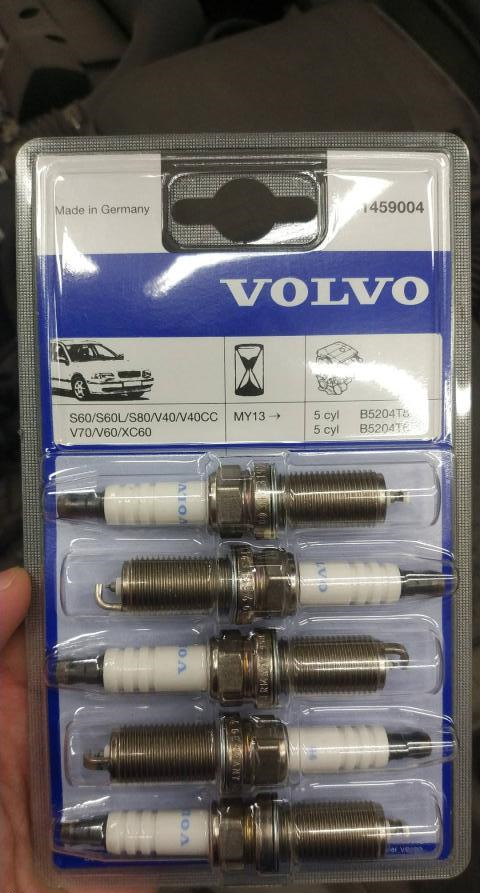 Made in Germany
1459004
VOLVO
S60/S60L/S80/V40/V40CC
V70/V60/XC60
MY13 →
5 cyl B5204T8
5 cyl
VOLVO